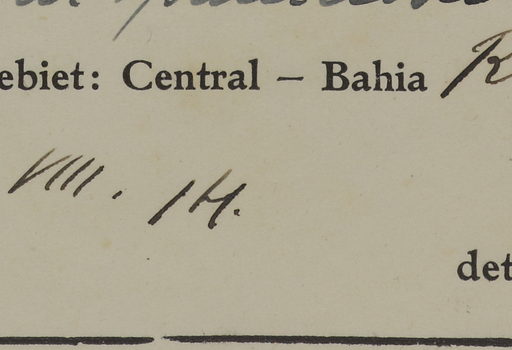 ebiet: Central – Bahia
VIII. 14.
det